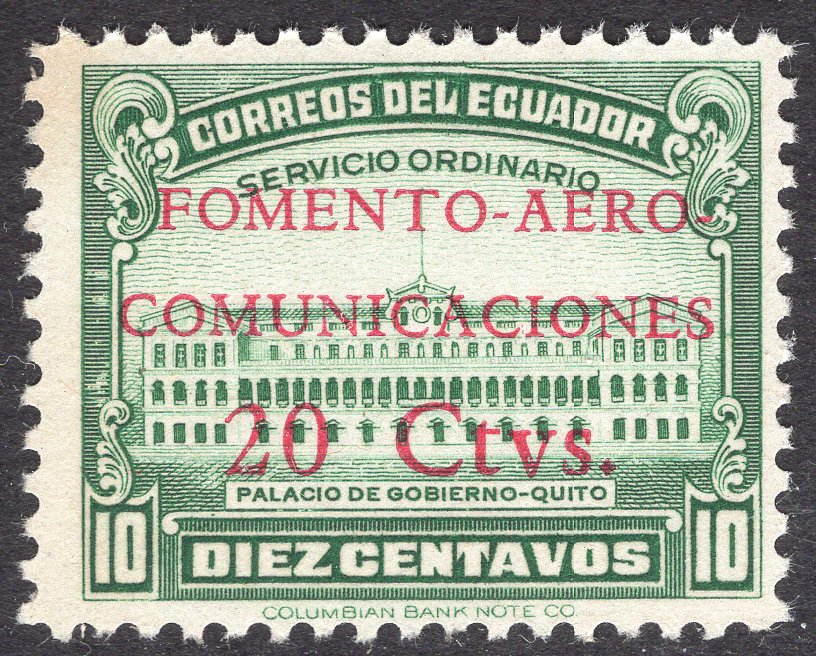 CORREOS DEL ECUADOR
SERVICIO ORDINARIO
FOMENTO-AERO-
COMUNICACIONES
20 Ctvs.
PALACIO DE GOBIERNO-QUITO
10 DIEZ CENTAVOS 10
COLUMBIAN BANK NOTE CO.